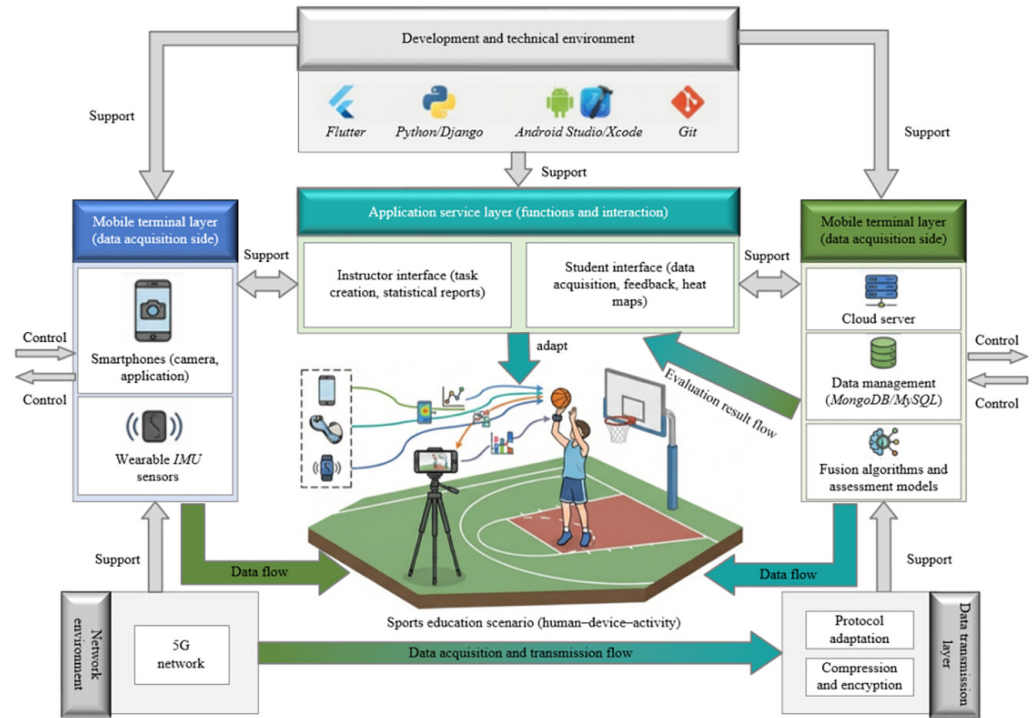 Development and technical environment
Flutter
Python/Django
Android Studio/Xcode
Git
Support
Support
Support
Mobile terminal layer
(data acquisition side)
Application service layer (functions and interaction)
Mobile terminal layer
(data acquisition side)
Support
Instructor interface (task
creation, statistical reports)
Student interface (data
acquisition, feedback, heat
maps)
Support
Cloud server
Control
Smartphones (camera,
application)
Control
adapt
Evaluation result flow
Data management
(MongoDB/MySQL)
Control
Control
Wearable IMU
sensors
Fusion algorithms and
assessment models
Support
Data flow
Data flow
Support
Network
environment
5G
network
Sports education scenario (human–device–activity)
Data acquisition and transmission flow
Protocol
adaptation
Compression
and encryption
Data transmission
layer